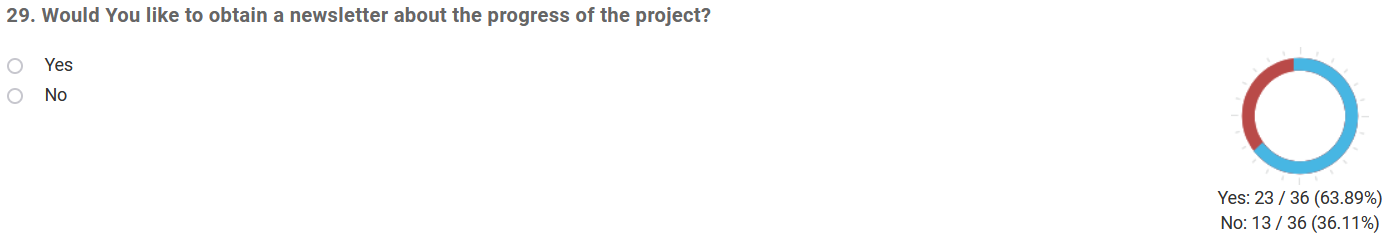 29. Would You like to obtain a newsletter about the progress of the project?
Yes
No
Yes: 23 / 36 (63.89%)
No: 13 / 36 (36.11%)